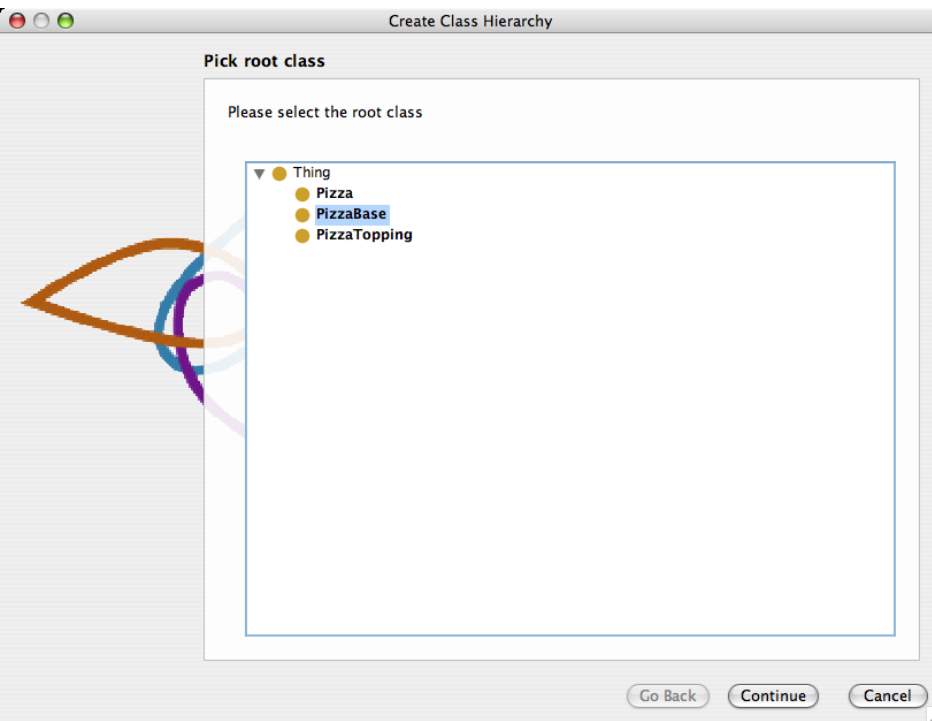 Create Class Hierarchy
Pick root class
Please select the root class
Thing
Pizza
PizzaBase
PizzaTopping
Go Back Continue Cancel